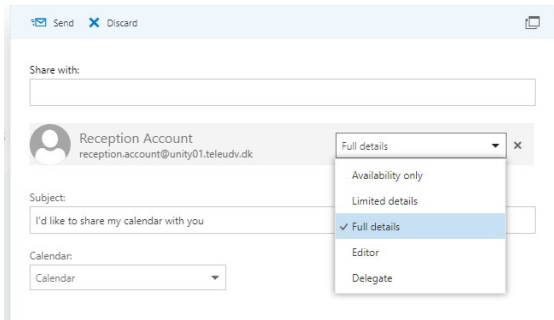 Send Discard
Share with:
Reception Account
reception.account@unity01.teleudv.dk
Full details
Availability only
Limited details
Full details
Editor
Delegate
Subject:
I'd like to share my calendar with you
Calendar:
Calendar